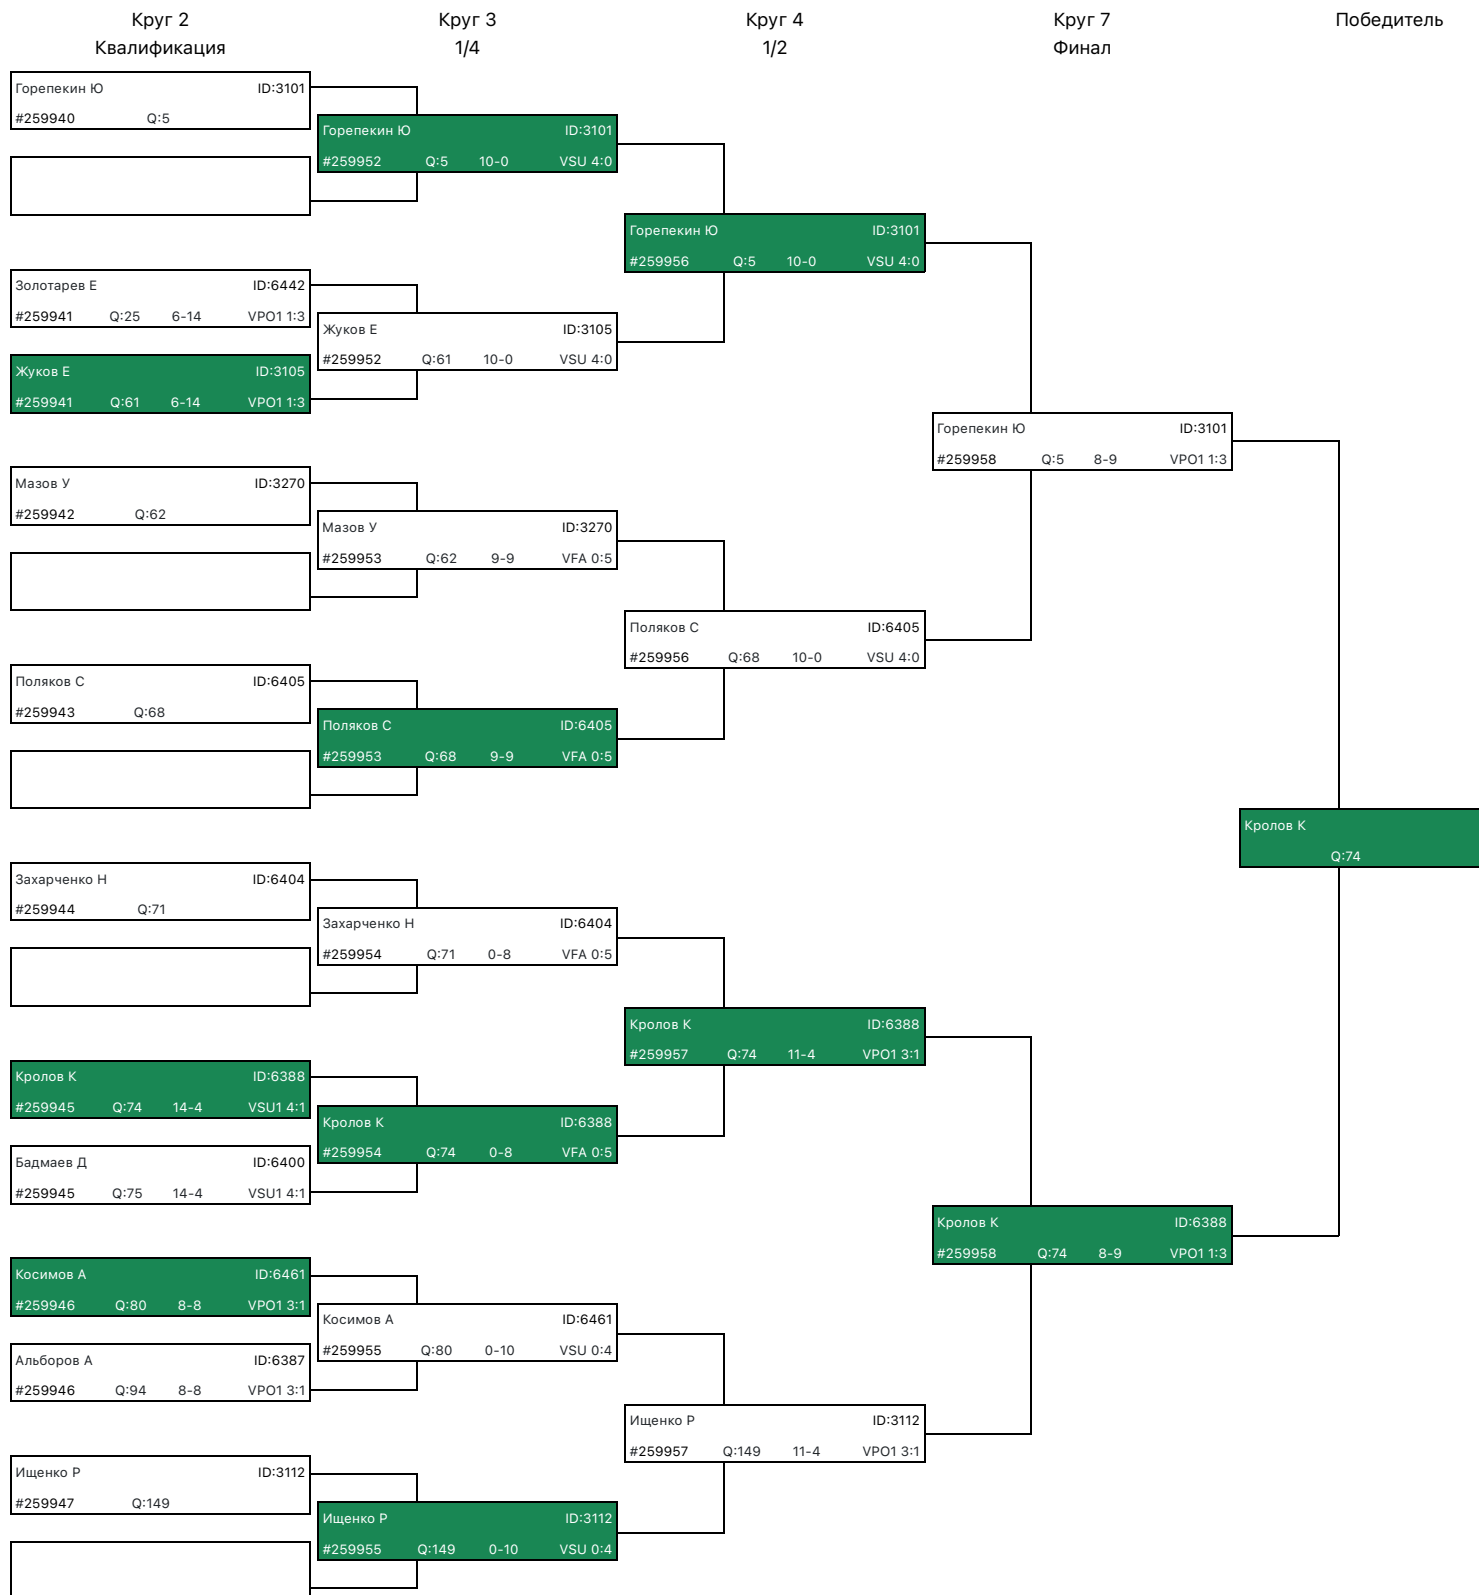 Круг 2 Круг 3 Круг 4 Круг 7 Победитель
Квалификация 1/4 1/2 Финал
Горепекин Ю ID:3101
#259940 Q:5
Золотарев Е ID:6442
#259941 Q:25 6-14 VPO1 1:3
Жуков Е ID:3105
#259941 Q:61 6-14 VPO1 1:3
Мазов У ID:3270
#259942 Q:62
Поляков С ID:6405
#259943 Q:68
Захарченко Н ID:6404
#259944 Q:71
Кролов К ID:6388
#259945 Q:74 14-4 VSU1 4:1
Бадмаев Д ID:6400
#259945 Q:75 14-4 VSU1 4:1
Косимов А ID:6461
#259946 Q:80 8-8 VPO1 3:1
Альборов А ID:6387
#259946 Q:94 8-8 VPO1 3:1
Ищенко Р ID:3112
#259947 Q:149
Горепекин Ю ID:3101
#259952 Q:5 10-0 VSU 4:0
Жуков Е ID:3105
#259952 Q:61 10-0 VSU 4:0
Мазов У ID:3270
#259953 Q:62 9-9 VFA 0:5
Поляков С ID:6405
#259953 Q:68 9-9 VFA 0:5
Захарченко Н ID:6404
#259954 Q:71 0-8 VFA 0:5
Кролов К ID:6388
#259954 Q:74 0-8 VFA 0:5
Косимов А ID:6461
#259955 Q:80 0-10 VSU 0:4
Ищенко Р ID:3112
#259955 Q:149 0-10 VSU 0:4
Горепекин Ю ID:3101
#259956 Q:5 10-0 VSU 4:0
Поляков С ID:6405
#259956 Q:68 10-0 VSU 4:0
Кролов К ID:6388
#259957 Q:74 11-4 VPO1 3:1
Ищенко Р ID:3112
#259957 Q:149 11-4 VPO1 3:1
Горепекин Ю ID:3101
#259958 Q:5 8-9 VPO1 1:3
Кролов К ID:6388
#259958 Q:74 8-9 VPO1 1:3
Кролов К
Q:74